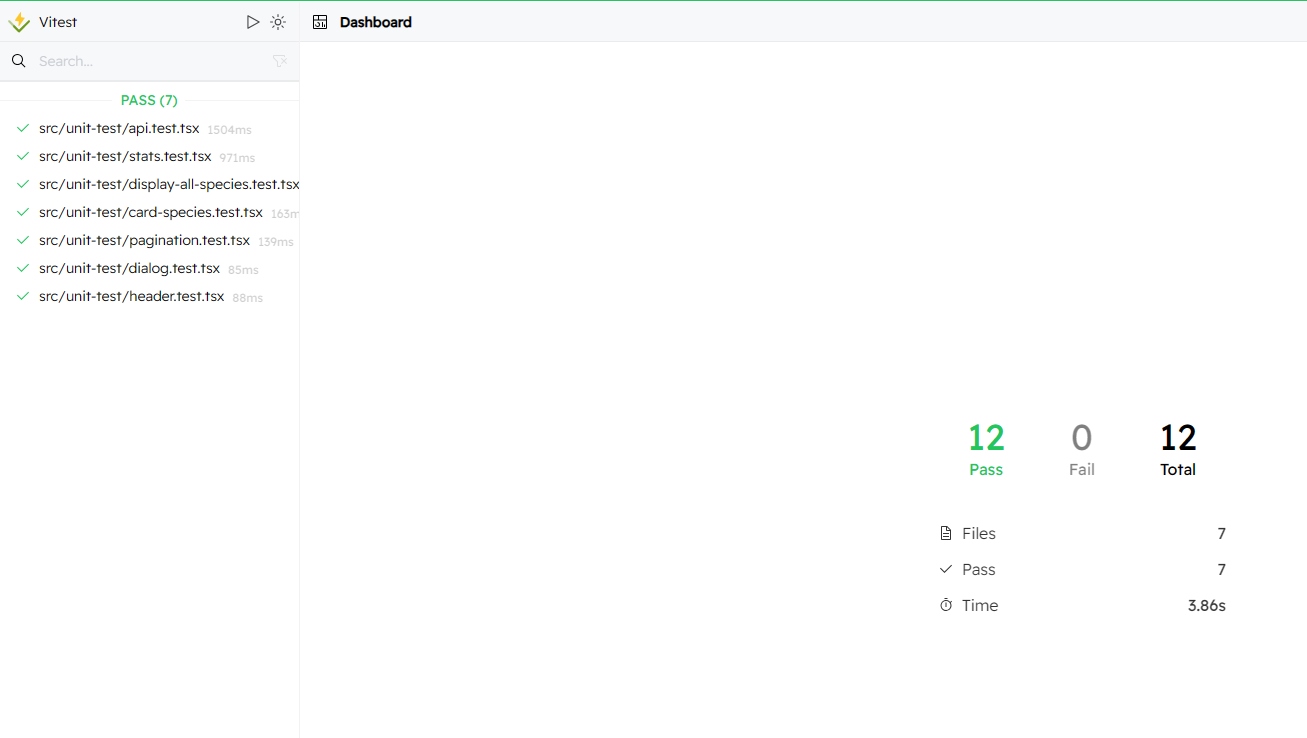 Vitest
Dashboard
Search...
PASS (7)
src/unit-test/api.test.tsx 1504ms
src/unit-test/stats.test.tsx 971ms
src/unit-test/display-all-species.test.tsx
src/unit-test/card-species.test.tsx 163m
src/unit-test/pagination.test.tsx 139ms
src/unit-test/dialog.test.tsx 85ms
src/unit-test/header.test.tsx 88ms
12 0 12
Pass Fail Total
Files 7
Pass 7
Time 3.86s